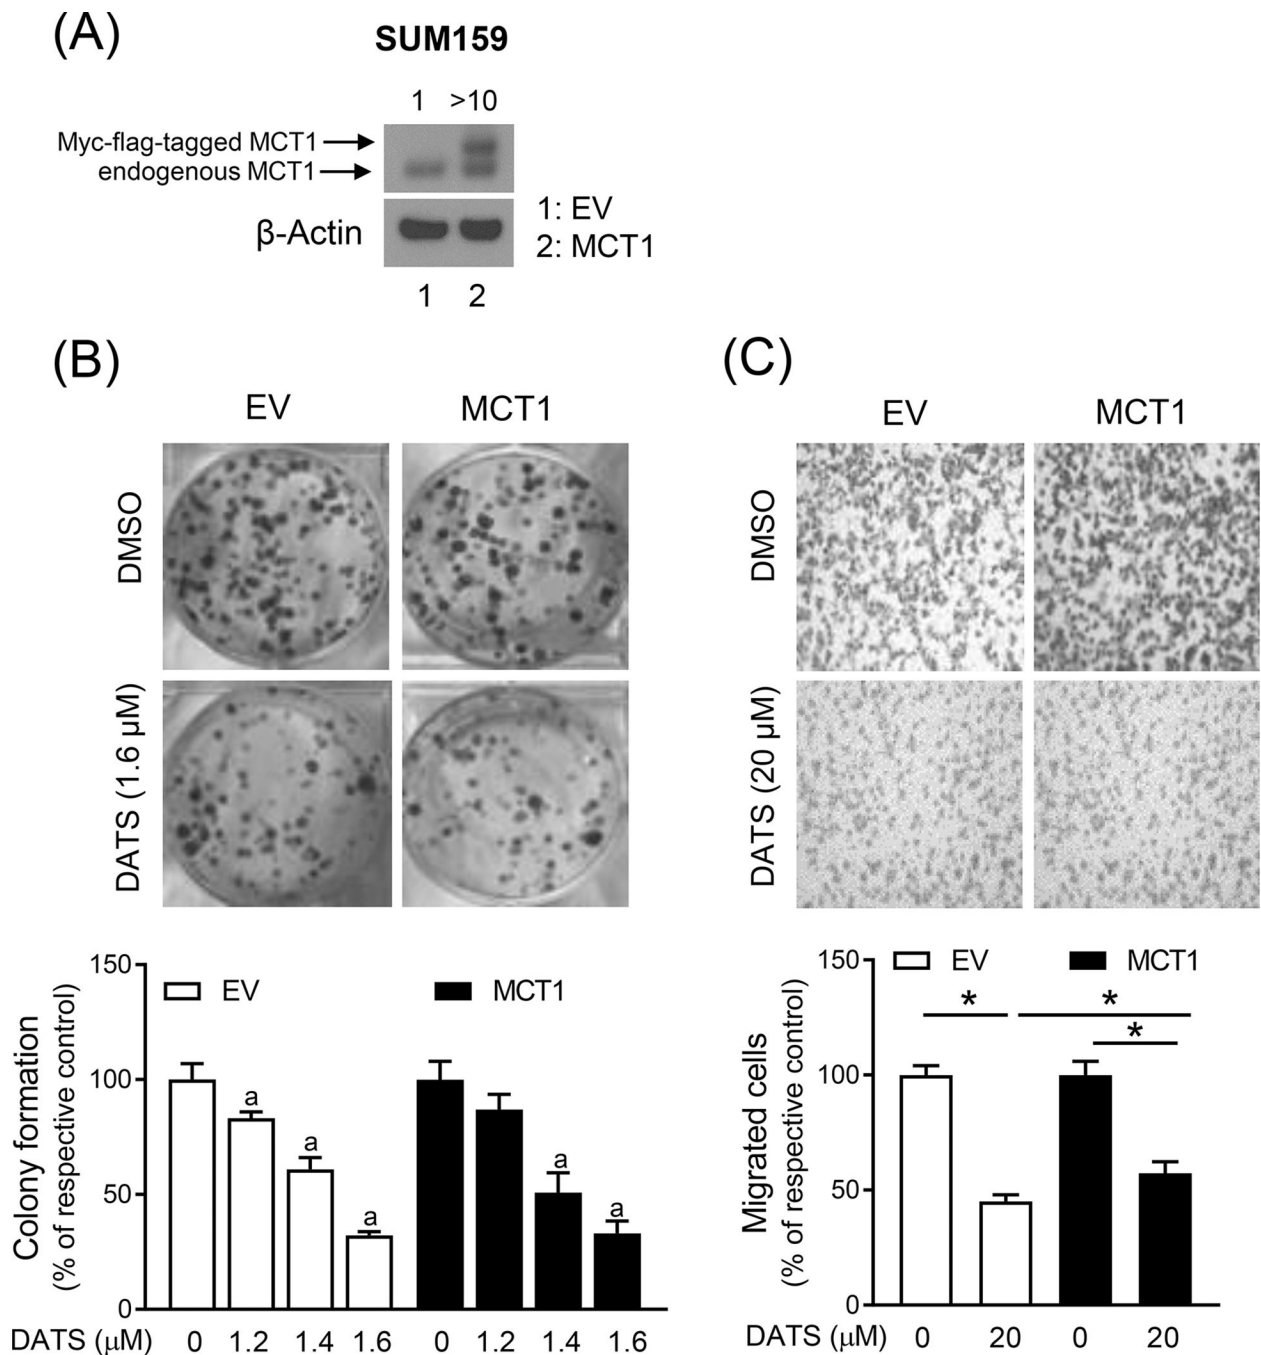 (A)
SUM159
1 >10
Myc-flag-tagged MCT1
endogenous MCT1
β-Actin
1: EV
2: MCT1
1 2
(B)
EV MCT1
DMSO
DATS (1.6 µM)
150
100
50
0
Colony formation
(% of respective control)
EV MCT1
a a a a a
DATS (µM) 0 1.2 1.4 1.6 0 1.2 1.4 1.6
(C)
EV MCT1
DMSO
DATS (20 µM)
150
100
50
0
Migrated cells
(% of respective control)
EV MCT1
* *
*
DATS (µM) 0 20 0 20